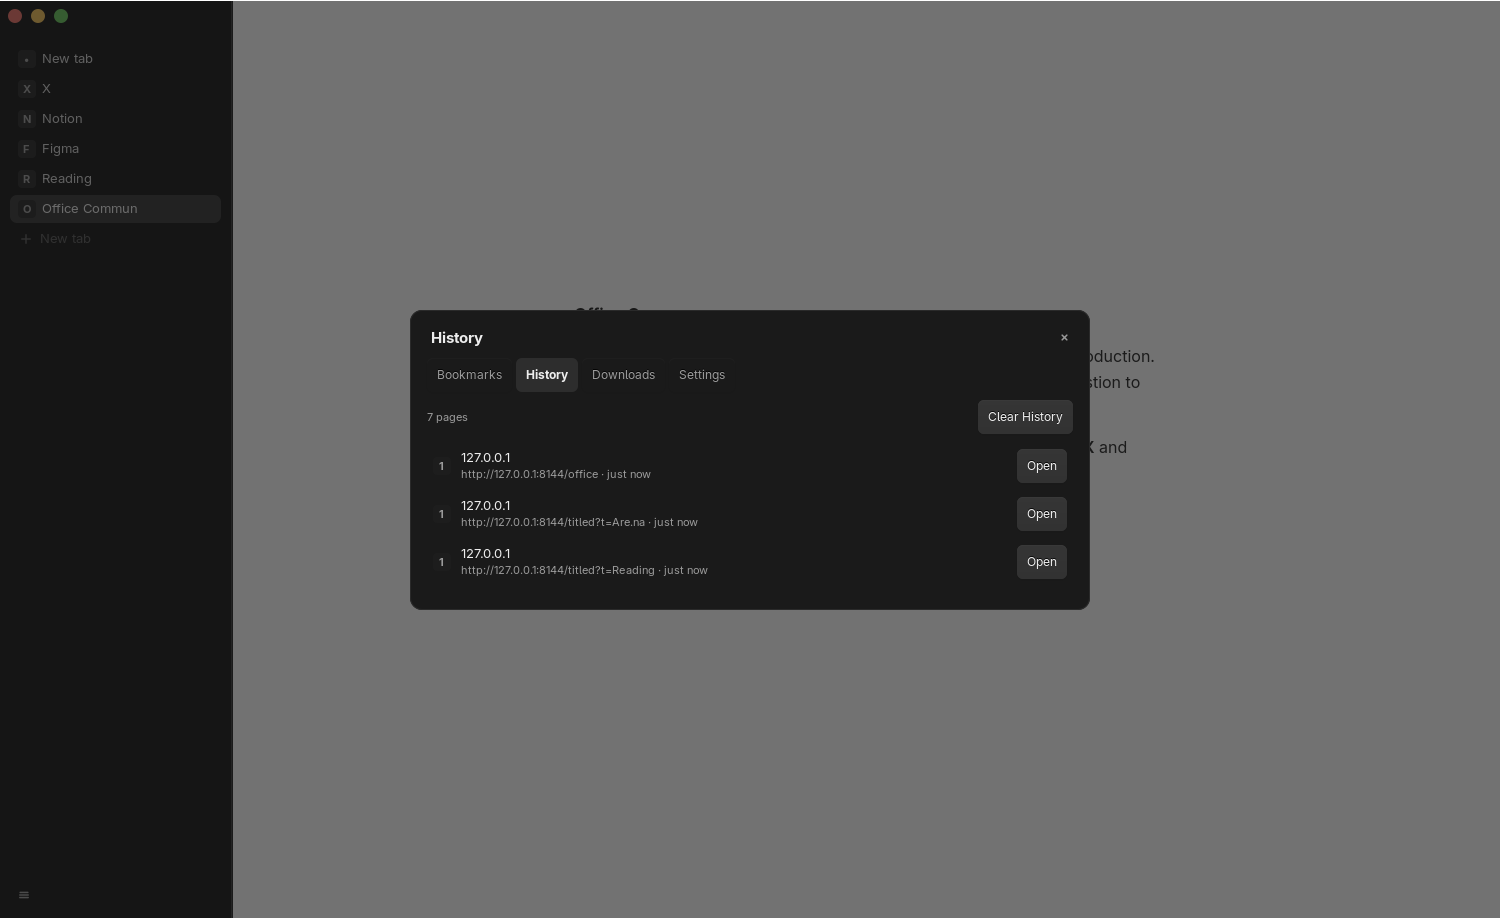 New tab
X X
N Notion
F Figma
R Reading
O Office Commun
+ New tab
oduction.
stion to
X and
History
×
Bookmarks History Downloads Settings
7 pages
Clear History
1
127.0.0.1
http://127.0.0.1:8144/office · just now
Open
1
127.0.0.1
http://127.0.0.1:8144/titled?t=Are.na · just now
Open
1
127.0.0.1
http://127.0.0.1:8144/titled?t=Reading · just now
Open